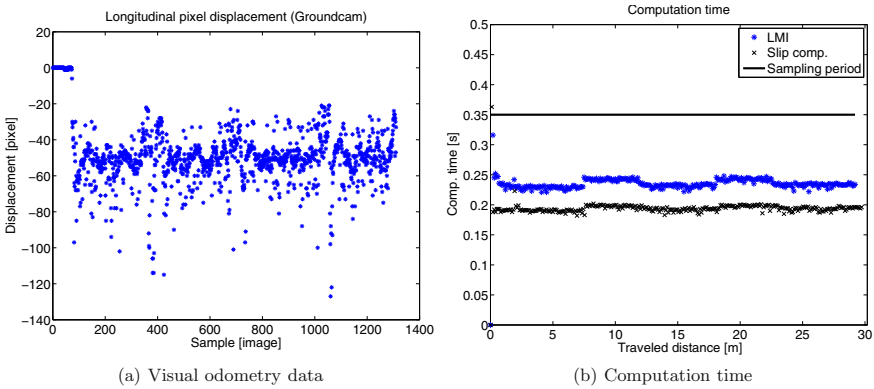 Longitudinal pixel displacement (Groundcam)
20
0
−20
−40
−60
−80
−100
−120
−140
Displacement [pixel]
0 200 400 600 800 1000 1200 1400
Sample [image]
(a) Visual odometry data
Computation time
0.5
0.45
0.4
0.35
0.3
0.25
0.2
0.15
0.1
0.05
0
Comp. time [s]
LMI
Slip comp.
Sampling period
0 5 10 15 20 25 30
Traveled distance [m]
(b) Computation time